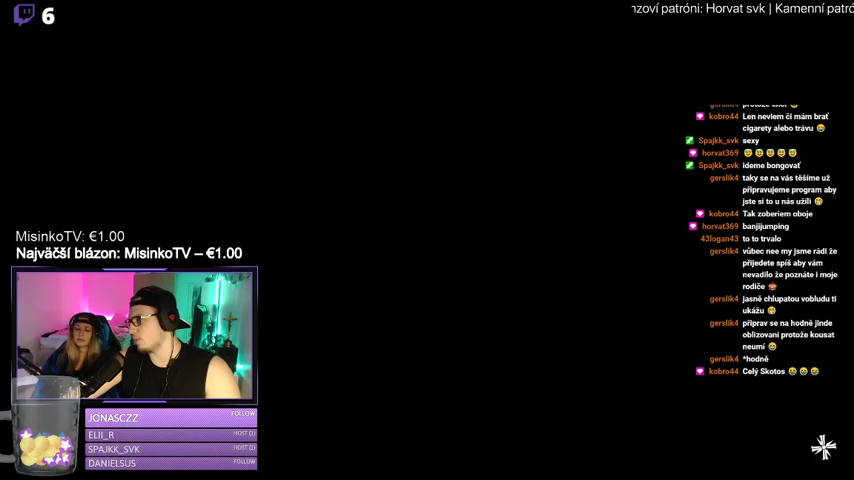 6
nzoví patróni: Horvat svk | Kamenní patró
kobro44 Len neviem či mám brať
cigarety alebo trávu 😂
Spajkk_svk sexy
horvat369
Spajkk_svk ideme bongovať
gerslik4 taky se na vás těšíme už
připravujeme program aby
jste si to u nás užili
kobro44 Tak zoberiem oboje
horvat369 banjijumping
43logan43 to to trvalo
gerslik4 vůbec nee my jsme rádi že
přijedete spíš aby vám
nevadilo že poznáte i moje
rodiče
gerslik4 jasně chlupatou vobludu ti
ukážu
gerslik4 připrav se na hodně jinde
oblizovaní protože kousat
neumí
gerslik4 *hodně
kobro44 Celý Skotos
MisinkoTV: €1.00
Najväčší blázon: MisinkoTV – €1.00
JONASCZZ FOLLOW
ELII_R HOST (1)
SPAJKK_SVK HOST (1)
DANIELSUS FOLLOW